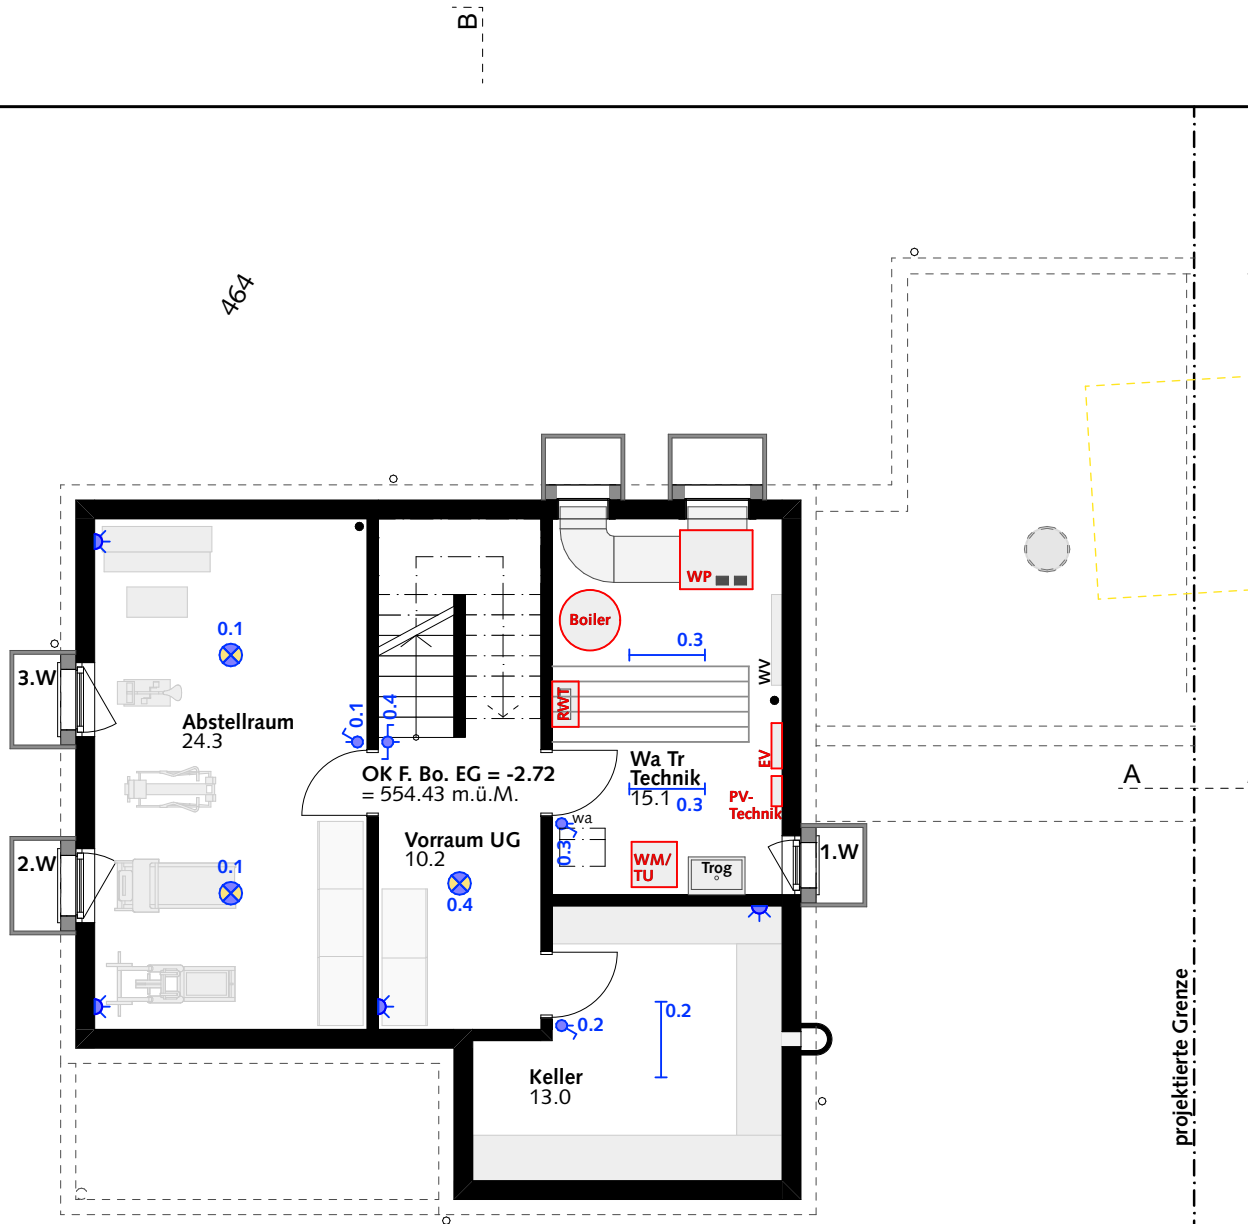 B
464
WP
Boiler
0.1
0.3
WV
3.W
RWT
0.1
0.4
Abstellraum
24.3
OK F. Bo. EG = -2.72
= 554.43 m.ü.M.
Wa Tr
Technik
15.1
0.3
EV
PV-
Technik
A
wa
0.3
Vorraum UG
10.2
2.W
0.1
0.4
WM/
TU
Trog
1.W
0.2
0.2
Keller
13.0
projektierte Grenze